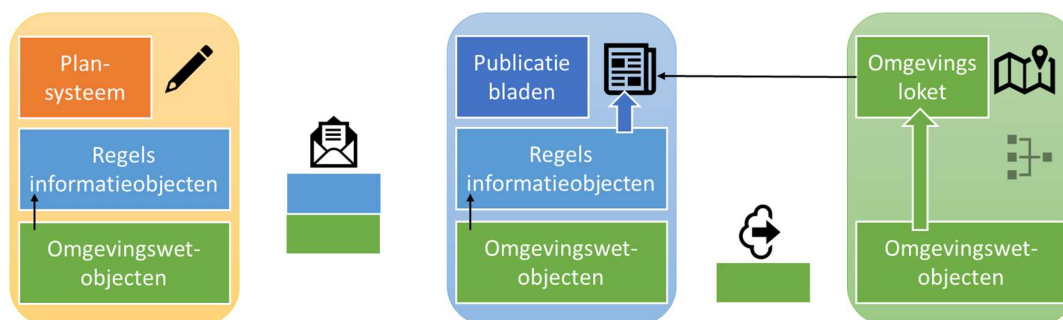 Plan-
systeem
Regels
informatieobjecten
Omgevingswet-
objecten
Publicatie
bladen
Regels
informatieobjecten
Omgevingswet-
objecten
Omgevings
loket
Omgevingswet-
objecten